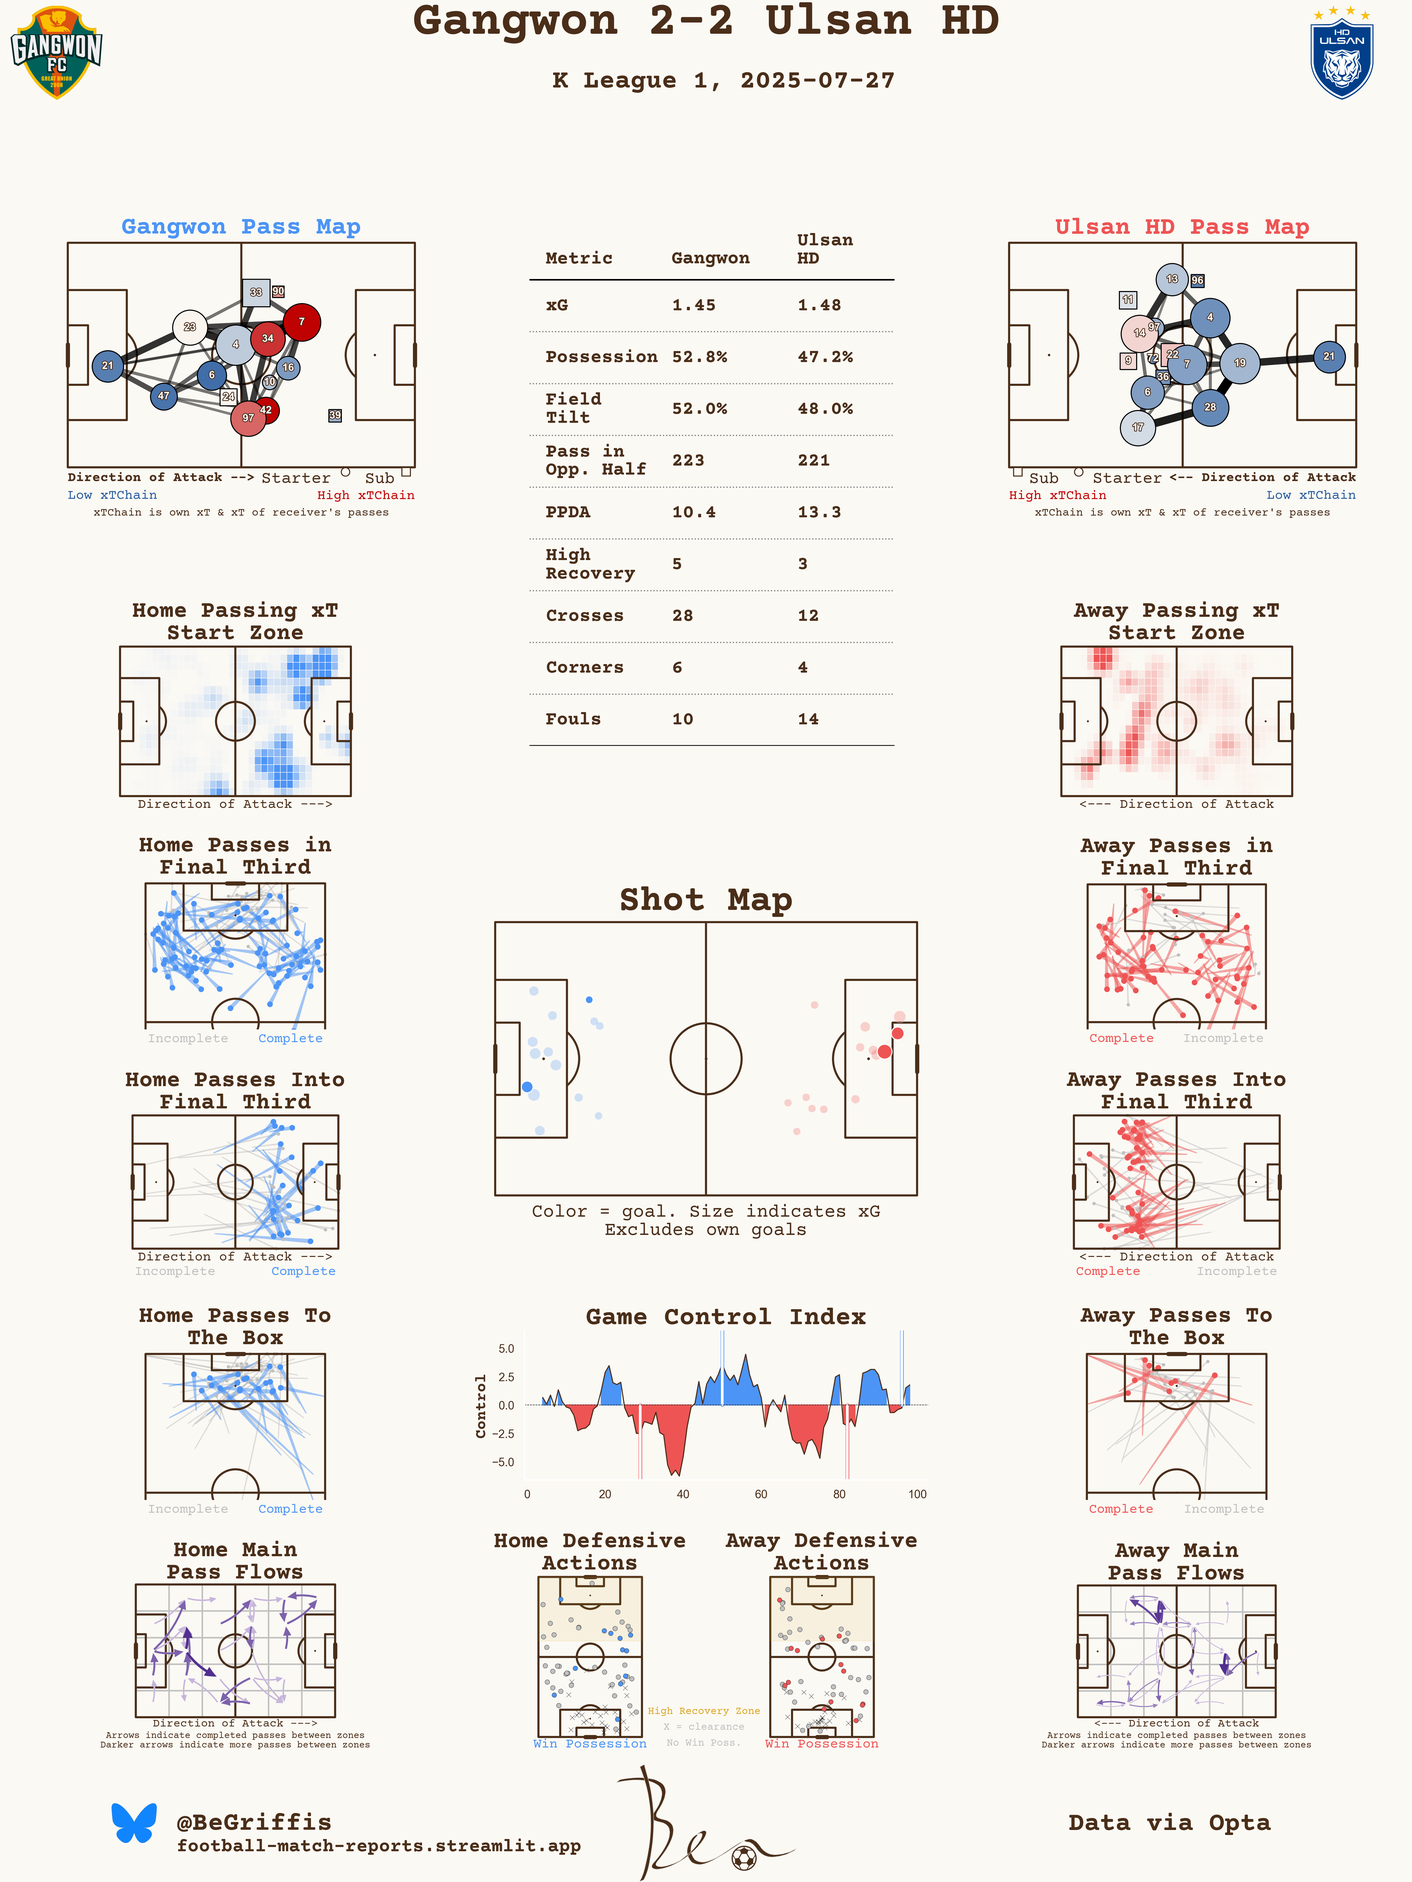 Gangwon 2-2 Ulsan HD
K League 1, 2025-07-27
GANGWON
FC
GREAT UNION
2008
HD
ULSAN
Gangwon Pass Map
33
90
7
23
34
4
21
6
16
10
47
24
97
42
39
Direction of Attack --> Starter Sub
Low xTChain High xTChain
xTChain is own xT & xT of receiver's passes
Metric Gangwon Ulsan HD
xG 1.45 1.48
Possession 52.8% 47.2%
Field Tilt 52.0% 48.0%
Pass in Opp. Half 223 221
PPDA 10.4 13.3
High Recovery 5 3
Crosses 28 12
Corners 6 4
Fouls 10 14
Ulsan HD Pass Map
13
96
11
4
14
97
9
72
22
7
19
21
36
6
28
17
Sub Starter <-- Direction of Attack
High xTChain Low xTChain
xTChain is own xT & xT of receiver's passes
Home Passing xT
Start Zone
Direction of Attack --->
Away Passing xT
Start Zone
<--- Direction of Attack
Home Passes in
Final Third
Incomplete Complete
Away Passes in
Final Third
Complete Incomplete
Shot Map
Color = goal. Size indicates xG
Excludes own goals
Home Passes Into
Final Third
Direction of Attack --->
Incomplete Complete
Away Passes Into
Final Third
<--- Direction of Attack
Complete Incomplete
Home Passes To
The Box
Incomplete Complete
Game Control Index
Control
5.0
2.5
0.0
−2.5
−5.0
0 20 40 60 80 100
Away Passes To
The Box
Complete Incomplete
Home Main
Pass Flows
Direction of Attack --->
Arrows indicate completed passes between zones
Darker arrows indicate more passes between zones
Home Defensive
Actions
Win Possession
Away Defensive
Actions
Win Possession
High Recovery Zone
X = clearance
No Win Poss.
Away Main
Pass Flows
<--- Direction of Attack
Arrows indicate completed passes between zones
Darker arrows indicate more passes between zones
@BeGriffis
football-match-reports.streamlit.app
Ben
Data via Opta